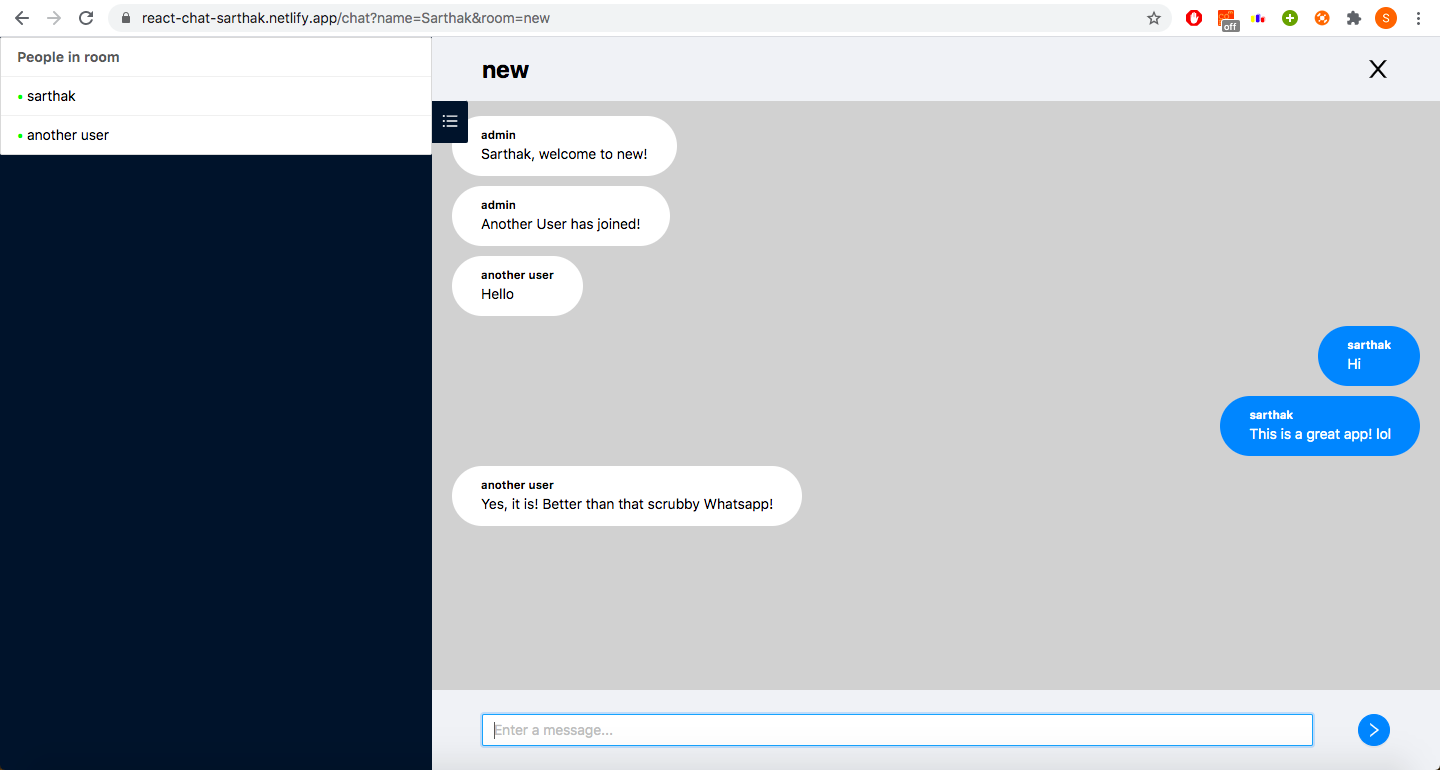 react-chat-sarthak.netlify.app/chat?name=Sarthak&room=new
off
S
People in room
sarthak
another user
new
X
admin
Sarthak, welcome to new!
admin
Another User has joined!
another user
Hello
sarthak
Hi
sarthak
This is a great app! lol
another user
Yes, it is! Better than that scrubby Whatsapp!
Enter a message...